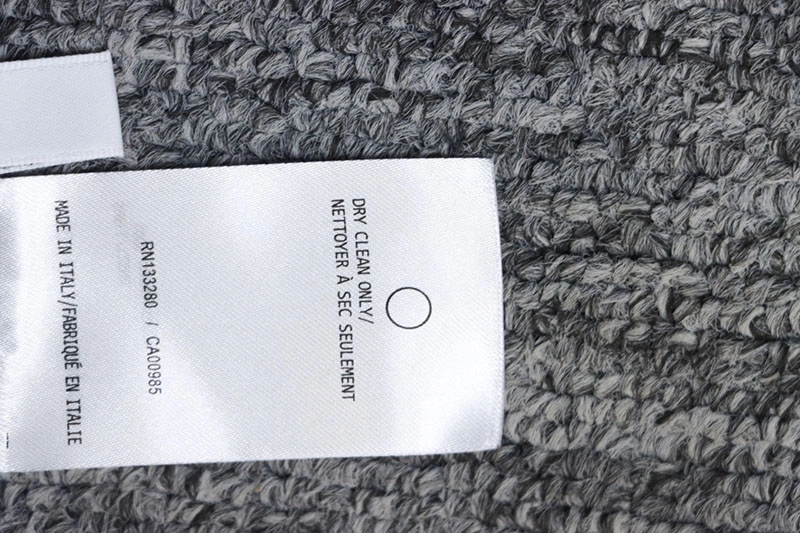 DRY CLEAN ONLY/
NETTOYER À SEC SEULEMENT
RN133280 / CA00985
MADE IN ITALY/FABRIQUÉ EN ITALIE